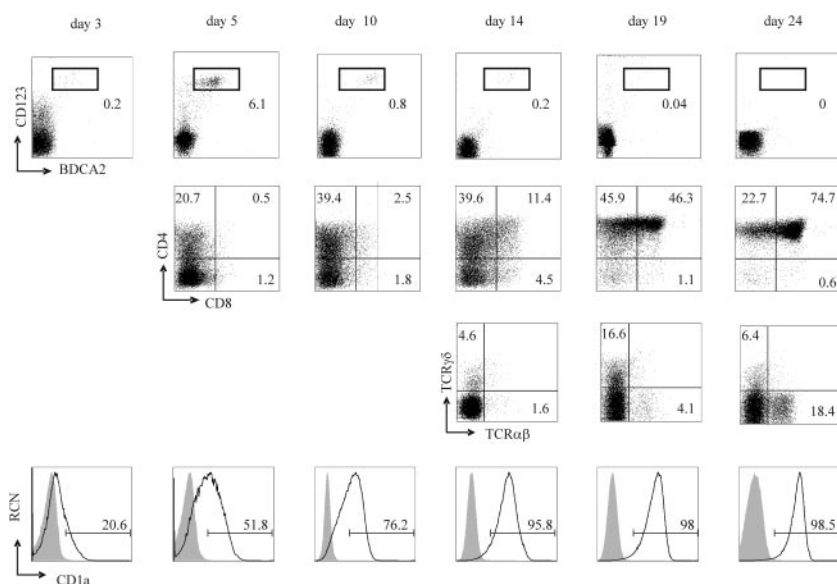 day 3 day 5 day 10 day 14 day 19 day 24
CD123
0.2 6.1 0.8 0.2 0.04 0
BDCA2
20.7 0.5 39.4 2.5 39.6 11.4 45.9 46.3 22.7 74.7
CD4
1.2 1.8 4.5 1.1 0.6
CD8
4.6 16.6 6.4
TCRγδ
1.6 4.1 18.4
TCRαβ
RCN
20.6 51.8 76.2 95.8 98 98.5
CD1a